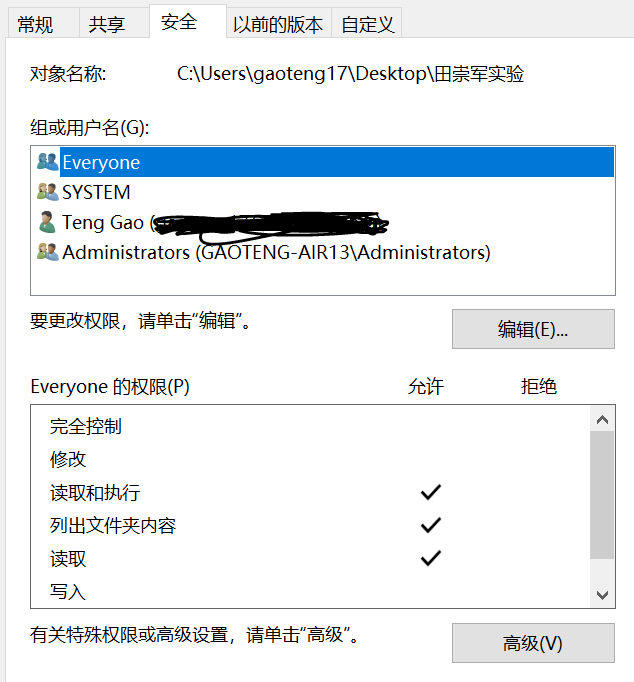 常规 共享 安全 以前的版本 自定义
对象名称: C:\Users\gaoteng17\Desktop\田崇军实验
组或用户名(G):
Everyone
SYSTEM
Teng Gao (
Administrators (GAOTENG-AIR13\Administrators)
要更改权限，请单击“编辑”。
编辑(E)...
Everyone 的权限(P) 允许 拒绝
完全控制
修改
读取和执行
列出文件夹内容
读取
写入
有关特殊权限或高级设置，请单击“高级”。
高级(V)